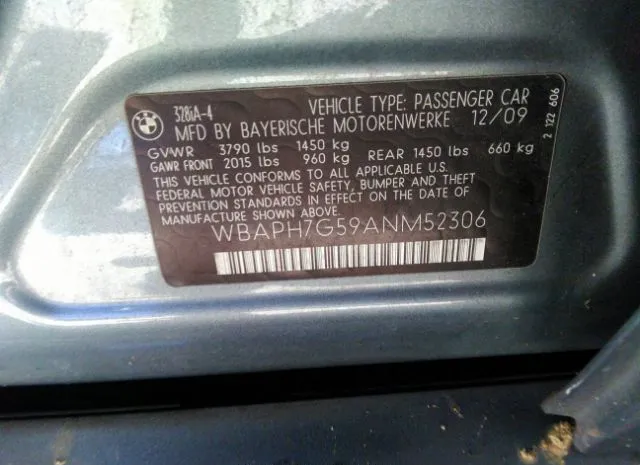 BMW
328iA-4 VEHICLE TYPE: PASSENGER CAR
MFD BY BAYERISCHE MOTORENWERKE 12/09
GVWR 3790 lbs 1450 kg
GAWR FRONT 2015 lbs 960 kg REAR 1450 lbs 660 kg
THIS VEHICLE CONFORMS TO ALL APPLICABLE U.S.
FEDERAL MOTOR VEHICLE SAFETY, BUMPER AND THEFT
PREVENTION STANDARDS IN EFFECT ON THE DATE OF
MANUFACTURE SHOWN ABOVE.
WBAPH7G59ANM52306
2 122 606